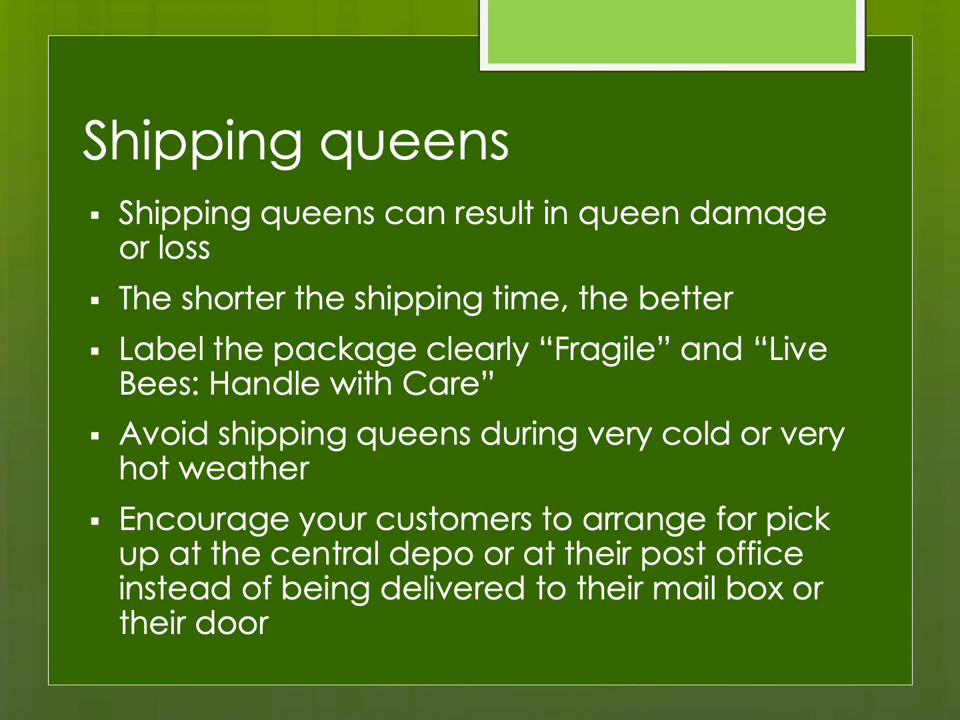 Shipping queens
▪ Shipping queens can result in queen damage
or loss
▪ The shorter the shipping time, the better
▪ Label the package clearly “Fragile” and “Live
Bees: Handle with Care”
▪ Avoid shipping queens during very cold or very
hot weather
▪ Encourage your customers to arrange for pick
up at the central depo or at their post office
instead of being delivered to their mail box or
their door